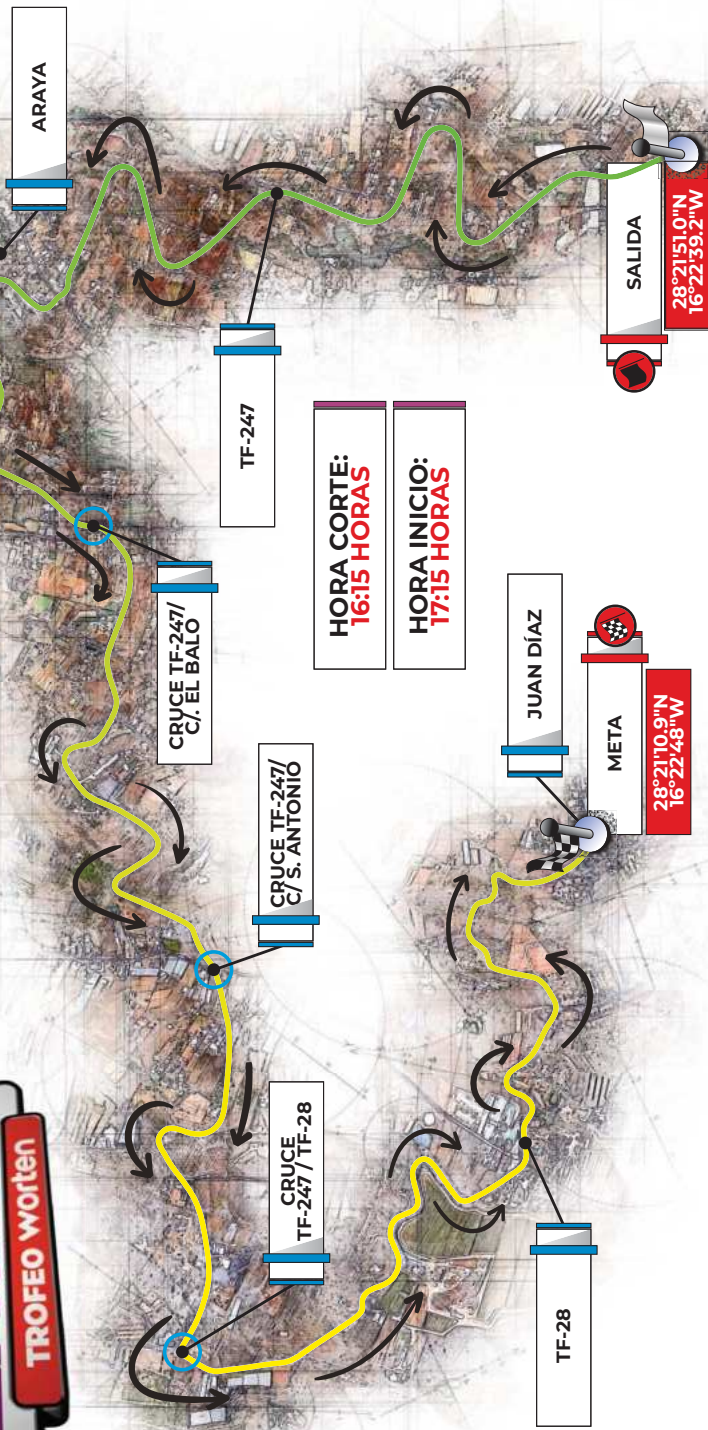 TROFEO worten
CRUCE
TF-247 / TF-28
CRUCE TF-247/
C/ S. ANTONIO
CRUCE TF-247/
C/. EL BALO
ARAYA
TF-247
HORA CORTE:
16:15 HORAS
HORA INICIO:
17:15 HORAS
SALIDA
28°21'51.0"N
16°22'39.2"W
TF-28
JUAN DÍAZ
META
28°21'10.9"N
16°22'48"W